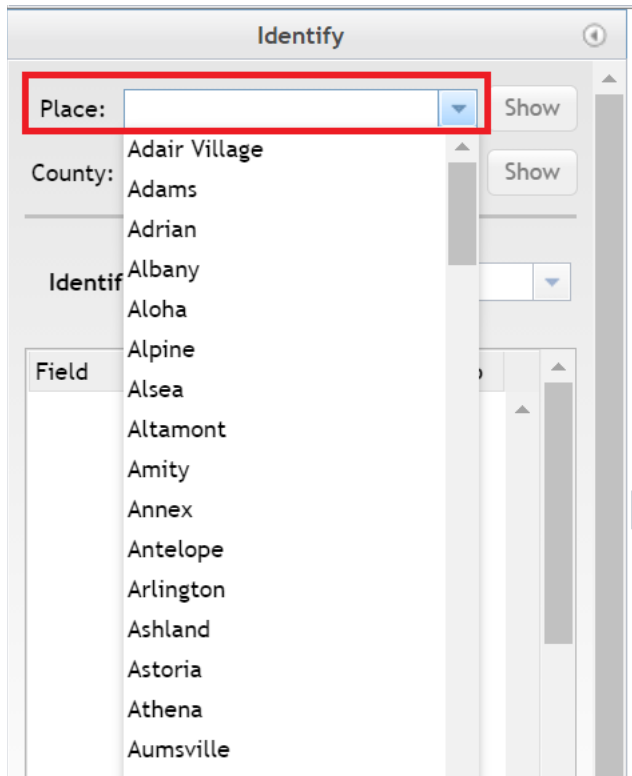 Identify
Place: Show
Adair Village
County: Show
Adams
Adrian
Albany
Identif
Aloha
Alpine
Field
Alsea
Altamont
Amity
Annex
Antelope
Arlington
Ashland
Astoria
Athena
Aumsville